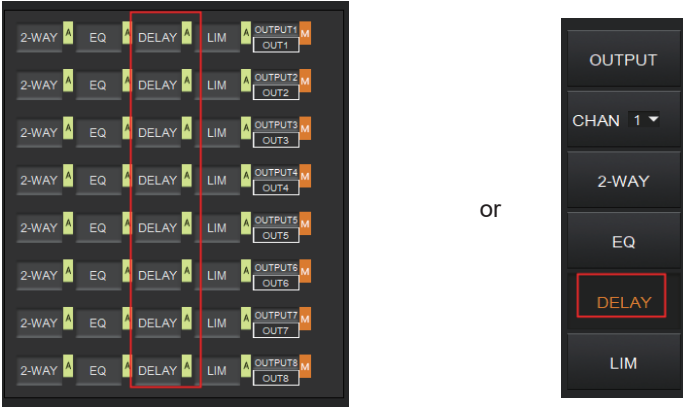 2-WAY A EQ A DELAY A LIM A OUTPUT1 M
OUT1
2-WAY A EQ A DELAY A LIM A OUTPUT2 M
OUT2
2-WAY A EQ A DELAY A LIM A OUTPUT3 M
OUT3
2-WAY A EQ A DELAY A LIM A OUTPUT4 M
OUT4
2-WAY A EQ A DELAY A LIM A OUTPUT5 M
OUT5
2-WAY A EQ A DELAY A LIM A OUTPUT6 M
OUT6
2-WAY A EQ A DELAY A LIM A OUTPUT7 M
OUT7
2-WAY A EQ A DELAY A LIM A OUTPUT8 M
OUT8
or
OUTPUT
CHAN 1
2-WAY
EQ
DELAY
LIM